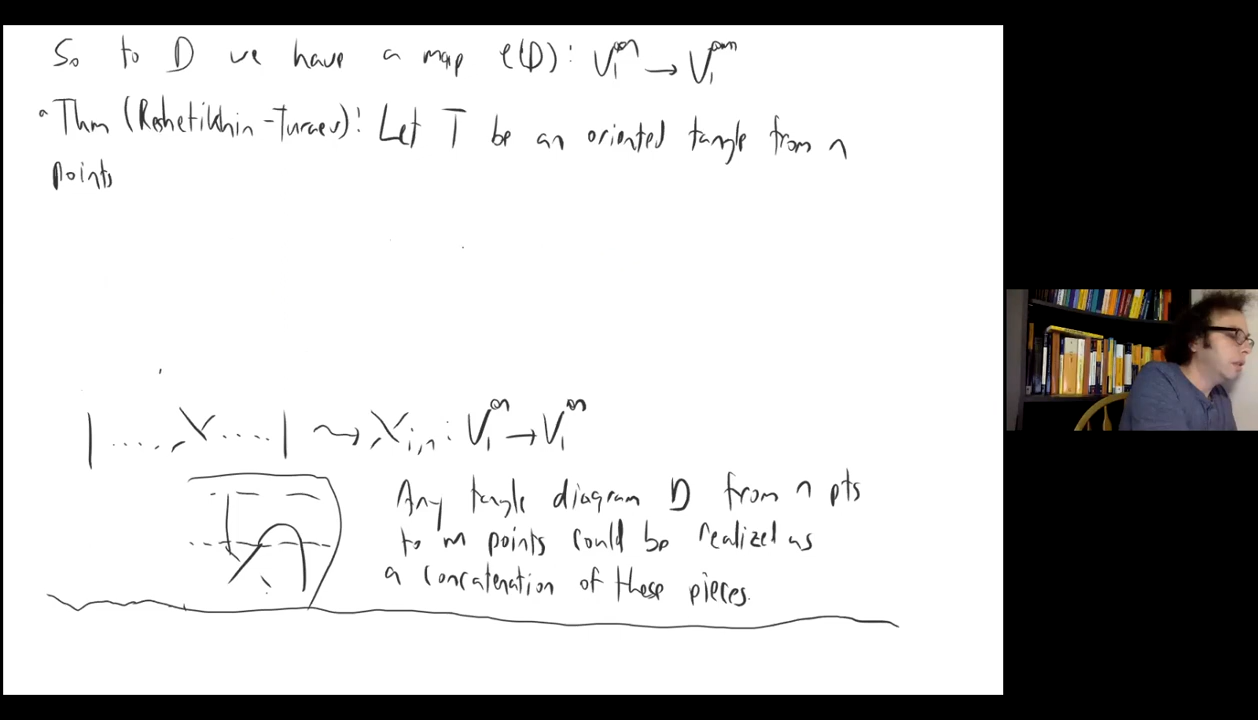 So to D we have a map e(D): V₁^⊗n → V₁^⊗m
Thm (Reshetikhin-Turaev): Let T be an oriented tangle from n
points
|.....X....| ⇝ X_{i,n}: V₁^⊗n → V₁^⊗n
Any tangle diagram D from n pts
to m points could be realized as
a concatenation of these pieces.